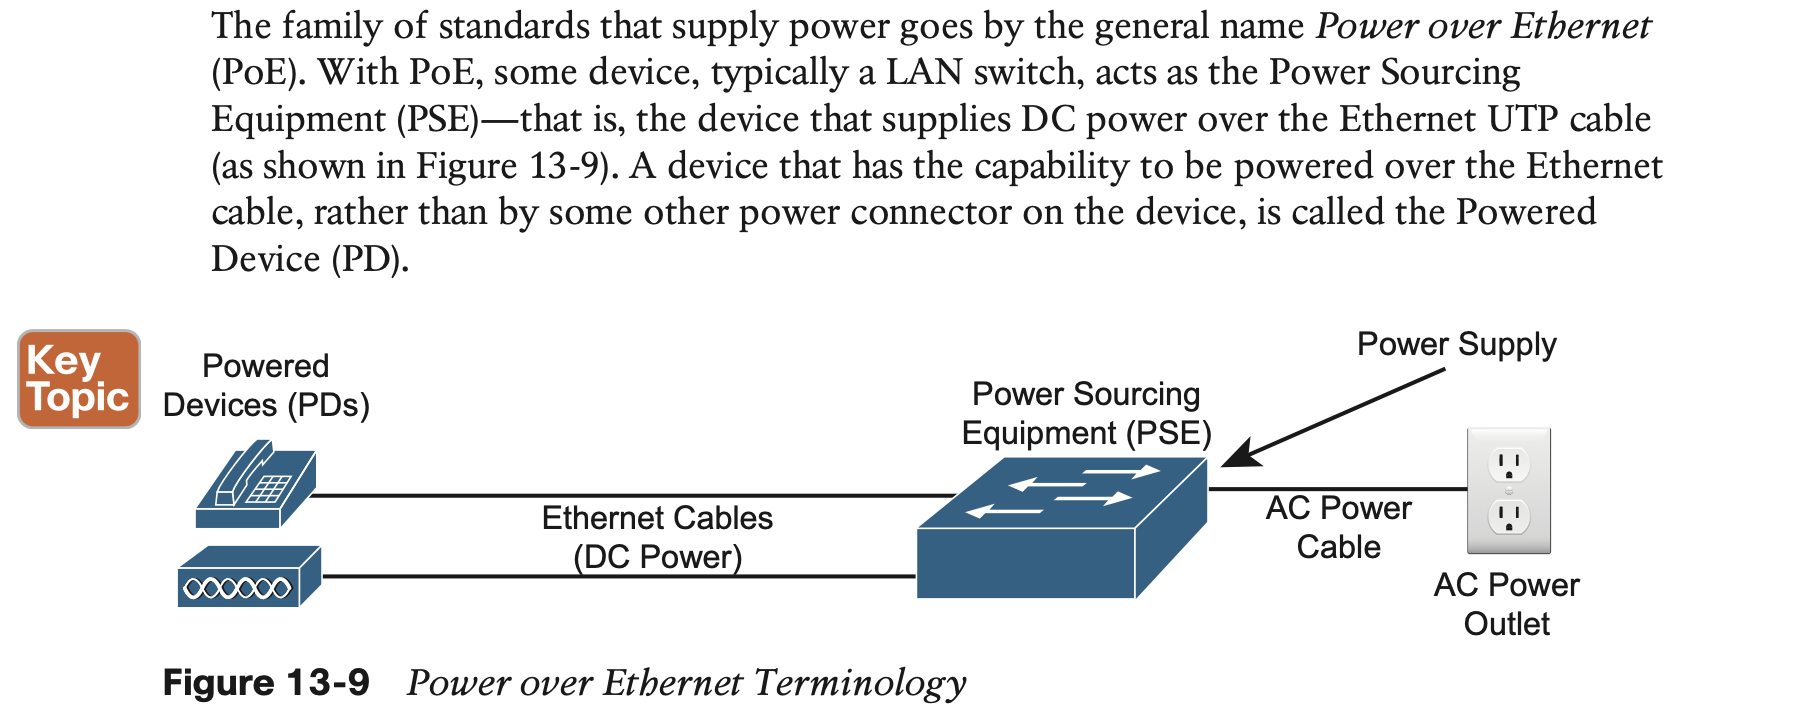 The family of standards that supply power goes by the general name Power over Ethernet
(PoE). With PoE, some device, typically a LAN switch, acts as the Power Sourcing
Equipment (PSE)—that is, the device that supplies DC power over the Ethernet UTP cable
(as shown in Figure 13-9). A device that has the capability to be powered over the Ethernet
cable, rather than by some other power connector on the device, is called the Powered
Device (PD).
Key
Topic
Powered
Devices (PDs)
Ethernet Cables
(DC Power)
Power Sourcing
Equipment (PSE)
Power Supply
AC Power
Cable
AC Power
Outlet
Figure 13-9 Power over Ethernet Terminology